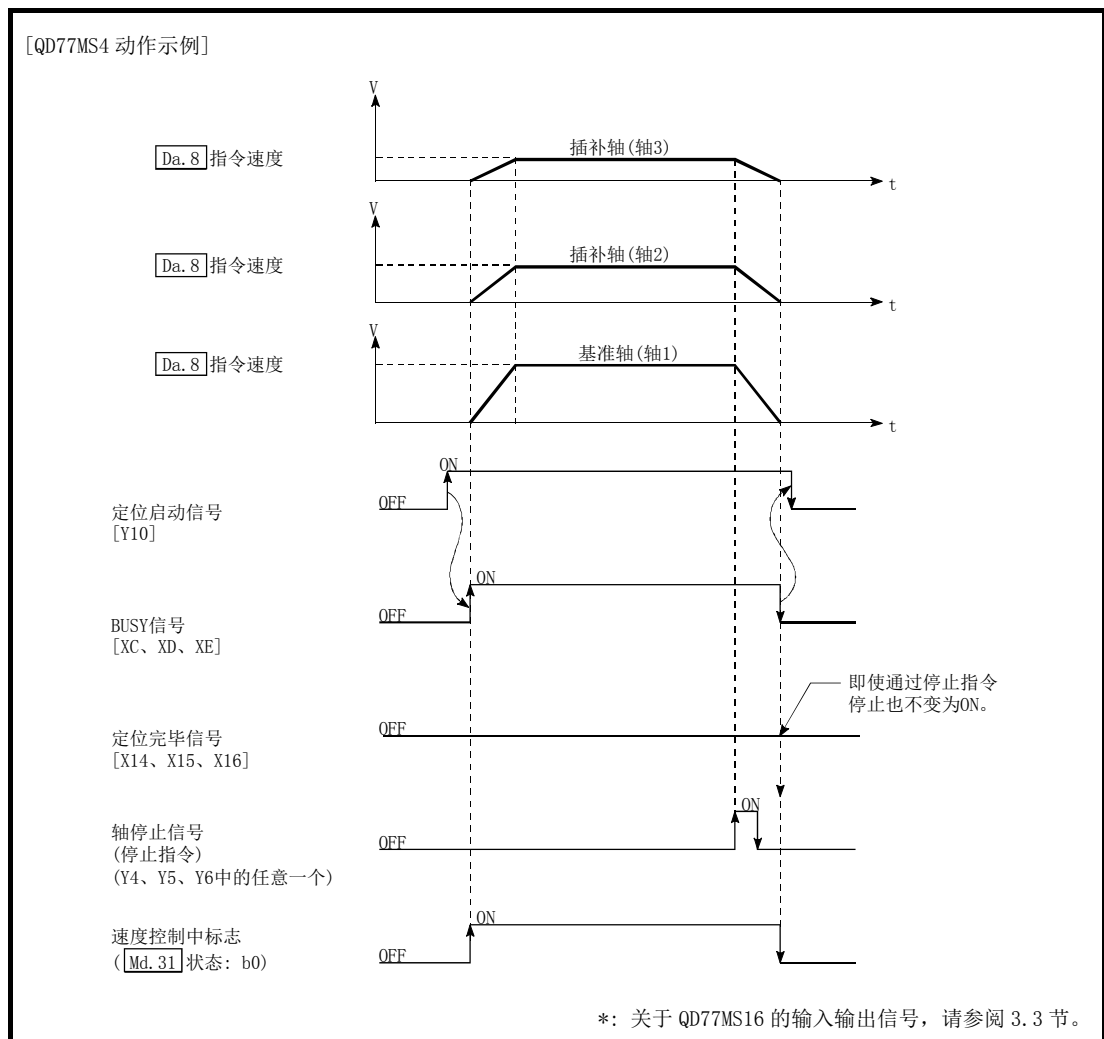 [QD77MS4 动作示例]
V
Da.8 指令速度
插补轴(轴3)
t
V
Da.8 指令速度
插补轴(轴2)
t
V
Da.8 指令速度
基准轴(轴1)
t
ON
OFF
定位启动信号
[Y10]
ON
OFF
BUSY信号
[XC、XD、XE]
即使通过停止指令
停止也不变为ON。
OFF
定位完毕信号
[X14、X15、X16]
ON
轴停止信号
OFF
(停止指令)
(Y4、Y5、Y6中的任意一个)
ON
速度控制中标志
(Md.31 状态: b0)
OFF
*: 关于 QD77MS16 的输入输出信号，请参阅 3.3 节。